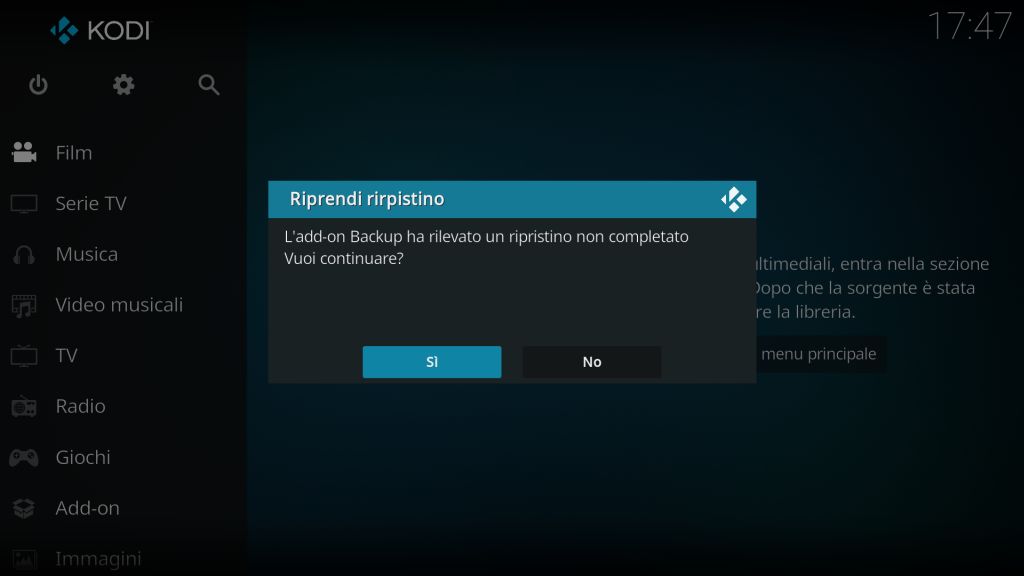 KODI
17:47
Film
Serie TV
Musica
Video musicali
TV
Radio
Giochi
Add-on
Immagini
Riprendi rirpistino
L'add-on Backup ha rilevato un ripristino non completato
Vuoi continuare?
Sì
No
ultimediali, entra nella sezione
Dopo che la sorgente è stata
re la libreria.
menu principale